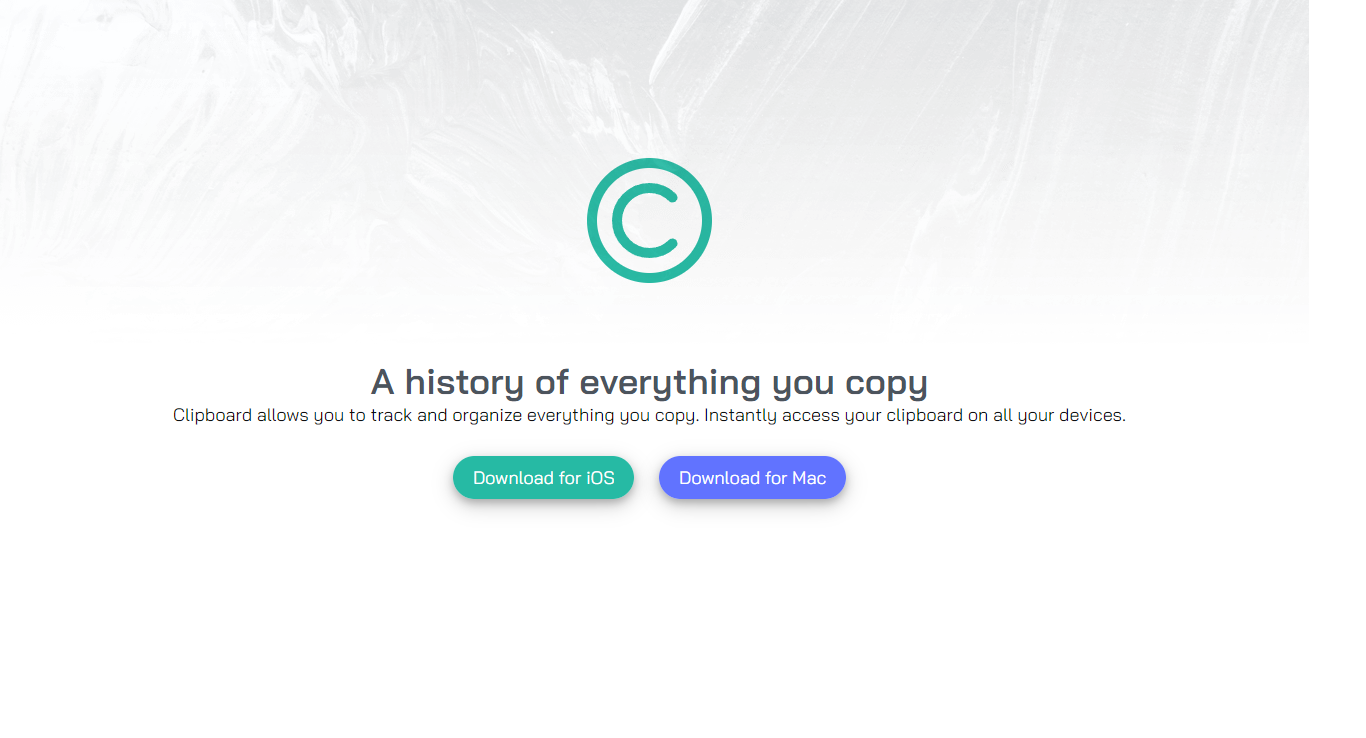 C
A history of everything you copy
Clipboard allows you to track and organize everything you copy. Instantly access your clipboard on all your devices.
Download for iOS
Download for Mac